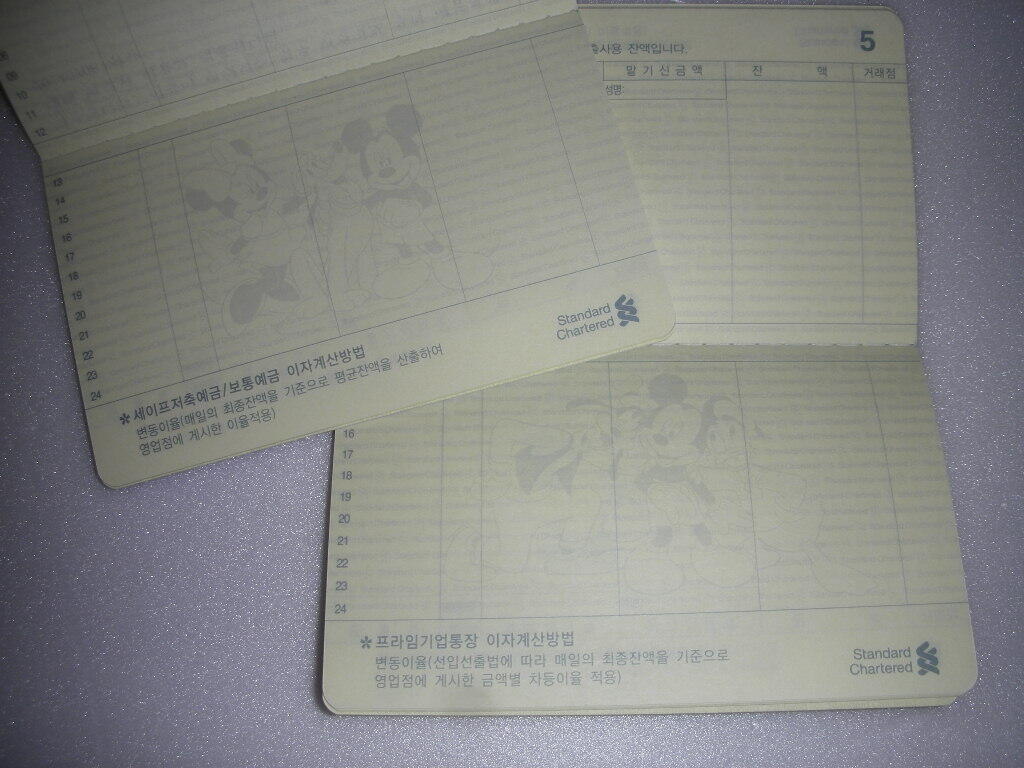 09
10
11
12
13
14
15
16
17
18
19
20
21
22
23
24
Standard
Chartered
*세이프저축예금/보통예금 이자계산방법
변동이율(매일의 최종잔액을 기준으로 평균잔액을 산출하여
영업점에 게시한 이율적용)
5
사용 잔액입니다.
맡기신금액 잔 액 거래점
성명:
16
17
18
19
20
21
22
23
24
*프라임기업통장 이자계산방법
변동이율(선입선출법에 따라 매일의 최종잔액을 기준으로
영업점에 게시한 금액별 차등이율 적용)
Standard
Chartered